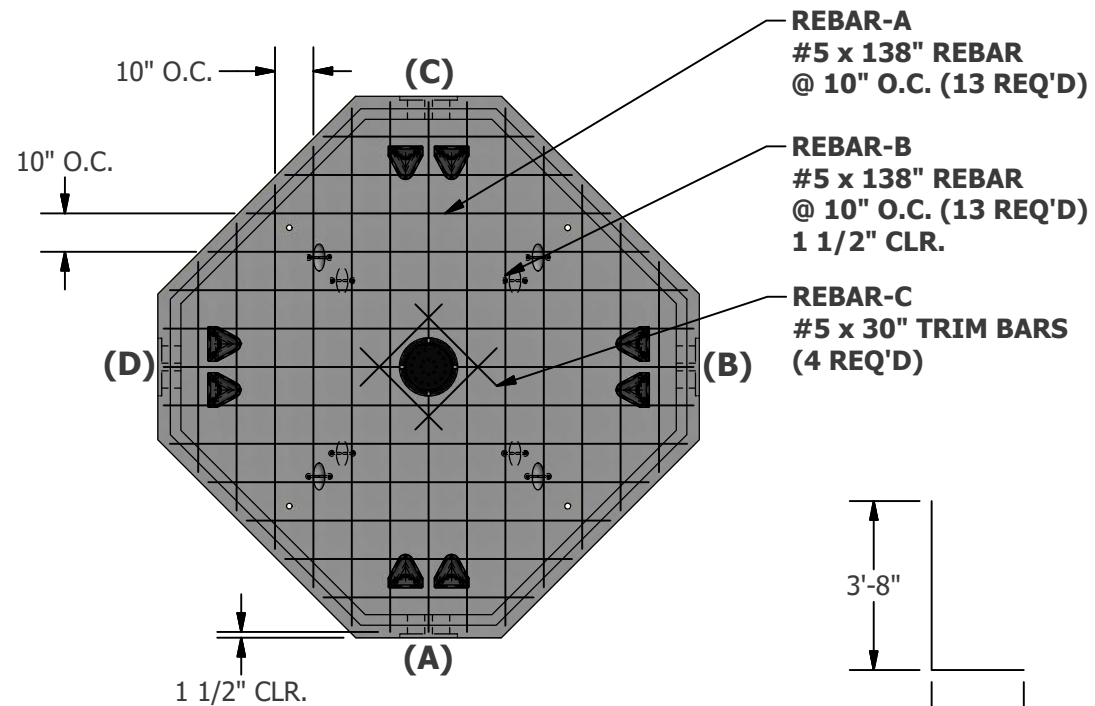 REBAR-A
#5 x 138" REBAR
@ 10" O.C. (13 REQ'D)
10" O.C.
(C)
10" O.C.
REBAR-B
#5 x 138" REBAR
@ 10" O.C. (13 REQ'D)
1 1/2" CLR.
REBAR-C
#5 x 30" TRIM BARS
(4 REQ'D)
(D)
(B)
3'-8"
(A)
1 1/2" CLR.